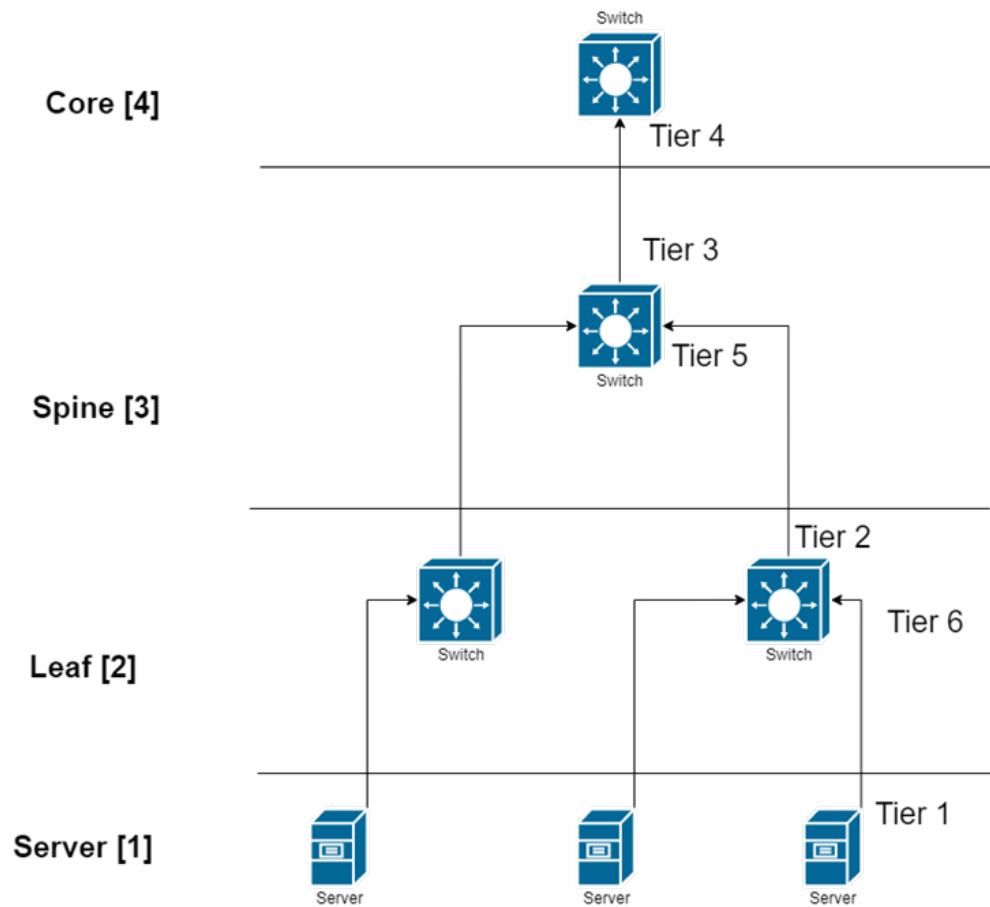 Switch
Core [4]
Tier 4
Tier 3
Tier 5
Switch
Spine [3]
Tier 2
Tier 6
Switch
Switch
Leaf [2]
Tier 1
Server [1]
Server
Server
Server